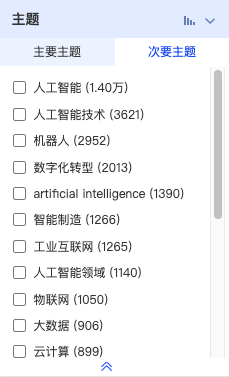 主题
主要主题 次要主题
人工智能 (1.40万)
人工智能技术 (3621)
机器人 (2952)
数字化转型 (2013)
artificial intelligence (1390)
智能制造 (1266)
工业互联网 (1265)
人工智能领域 (1140)
物联网 (1050)
大数据 (906)
云计算 (899)